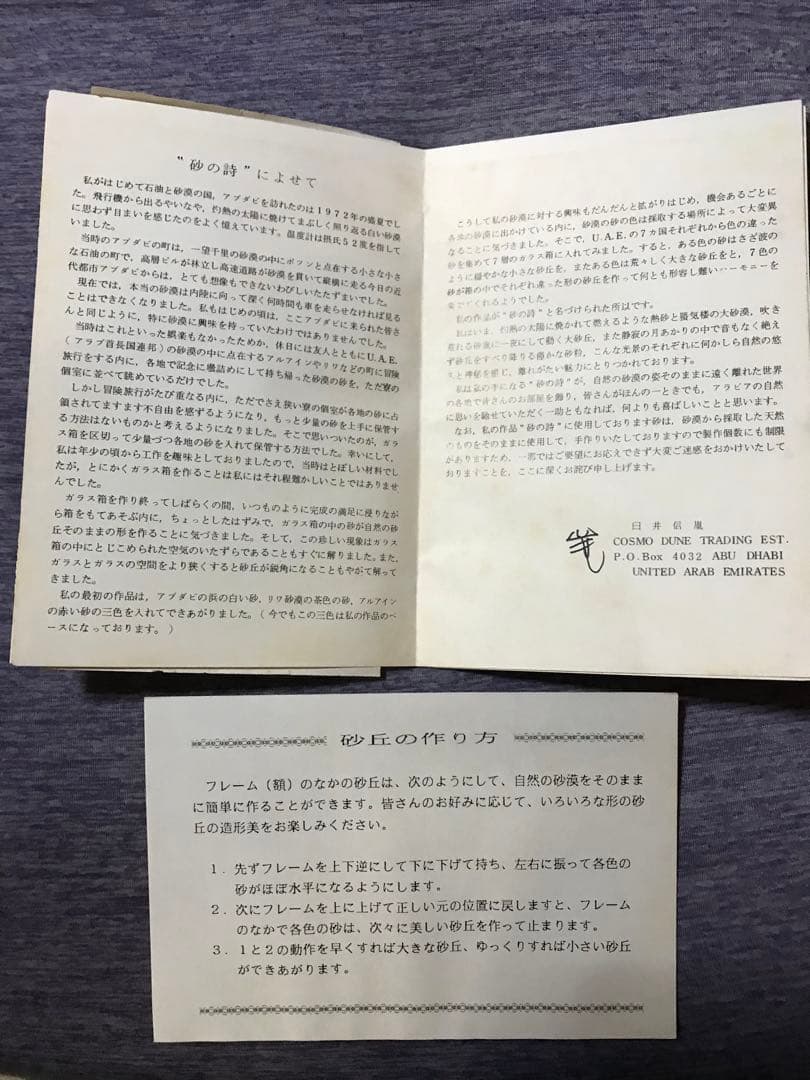 “砂の詩”によせて
私がはじめて石油と砂漠の国，アブダビを訪れたのは１９７２年の盛夏でし
た。飛行機から出るやいなや，灼熱の太陽に焼けてまぶしく照り返る白い砂漠
に思わず目まいを感じたのをよく憶えています。温度計は摂氏５２度を指して
いました。
当時のアブダビの町は，一望千里の砂漠の中にポツンと点在する小さな小さ
な石油の町で，高層ビルが林立し高速道路が砂漠を貫いて縦横に走る今日の近
代都市アブダビからは，とても想像もできないわびしいたたずまいでした。
現在では，本当の砂漠は内陸に向って深く何時間も車を走らせなければ見る
ことはできなくなりました。私もはじめの頃は，ここアブダビに来られた皆さ
んと同じように，特に砂漠に興味を持っていたわけではありませんでした。
当時はこれといった娯楽もなかったためか，休日には友人とともにU.A.E.
（アラブ首長国連邦）の砂漠の中に点在するアルアインやリワなどの町に冒険
旅行をする内に，各地で記念に壜詰めにして持ち帰った砂漠の砂を，ただ寮の
個室に並べて眺めているだけでした。
しかし冒険旅行がたび重なる内に，ただでさえ狭い寮の個室が各地の砂に占
領されてますます不自由を感ずるようになり，もっと少量の砂を上手に保管す
る方法はないものかと考えるようになりました。そこで思いついたのが，ガラ
ス箱を区切って少量づつ各地の砂を入れて保管する方法でした。幸いにして，
私は年少の頃から工作を趣味としておりましたので，当時はとぼしい材料でし
たが，とにかくガラス箱を作ることは私にはそれ程難かしいことではありませ
んでした。
ガラス箱を作り終ってしばらくの間，いつものように完成の満足に浸りなが
ら箱をもてあそぶ内に，ちょっとしたはずみで，ガラス箱の中の砂が自然の砂
丘そのままの形を作ることに気づきました。そして，この珍しい現象はガラス
箱の中にとじこめられた空気のいたずらであることもすぐに解りました。また，
ガラスとガラスの空間をより狭くすると砂丘が鋭角になることもやがて解って
きました。
私の最初の作品は，アブダビの浜の白い砂，リワ砂漠の茶色の砂，アルアイン
の赤い砂の三色を入れてできあがりました。（今でもこの三色は私の作品のベ
ースになっております。）
こうして私の砂漠に対する興味もだんだんと拡がりはじめ，機会あるごとに
各地の砂漠に出かけている内に，砂漠の砂の色は採取する場所によって大変異
なることに気づきました。そこで，U.A.E.の７カ国それぞれから色の違った
砂を集めて７層のガラス箱に入れてみました。すると，ある色の砂はさざ波の
ように穏やかな小さな砂丘を，またある色は荒々しく大きな砂丘をと，７色の
砂が箱の中でそれぞれ違った形の砂丘を作って何とも形容し難いハーモニーを
奏でてくれるようでした。
私の作品が“砂の詩”と名づけられた所以です。
私はいま，灼熱の太陽に焼かれて燃えるような熱砂と蜃気楼の大砂漠，吹き
荒れる砂嵐に一夜にして動く大砂丘，また静寂の月あかりの中で音もなく絶え
ず砂丘をすべり降りる僅かな砂粒，こんな光景のそれぞれに何かしら自然の悠
久と神秘を感じ，離れがたい魅力にとりつかれております。
私は私の手になる“砂の詩”が，自然の砂漠の姿そのままに遠く離れた世界
の各地で皆さんのお部屋を飾り，皆さんがほんの一ときでも，アラビアの自然
に思いを馳せていただく一助ともなれば，何よりも喜ばしいことと思います。
なお，私の作品“砂の詩”に使用しております砂は，砂漠から採取した天然
のものをそのままに使用して，手作りいたしておりますので製作個数にも制限
がありますため，一部ではご要望にお応えできず大変ご迷惑をおかけいたして
おりますことを，ここに深くお詫び申し上げます。
臼井信嵐
COSMO DUNE TRADING EST.
P.O.Box 4032 ABU DHABI
UNITED ARAB EMIRATES
砂丘の作り方
フレーム（額）のなかの砂丘は、次のようにして、自然の砂漠をそのまま
に簡単に作ることができます。皆さんのお好みに応じて、いろいろな形の砂
丘の造形美をお楽しみください。
１．先ずフレームを上下逆にして下に下げて持ち、左右に振って各色の
砂がほぼ水平になるようにします。
２．次にフレームを上に上げて正しい元の位置に戻しますと、フレーム
のなかで各色の砂は、次々に美しい砂丘を作って止まります。
３．１と２の動作を早くすれば大きな砂丘、ゆっくりすれば小さい砂丘
ができあがります。